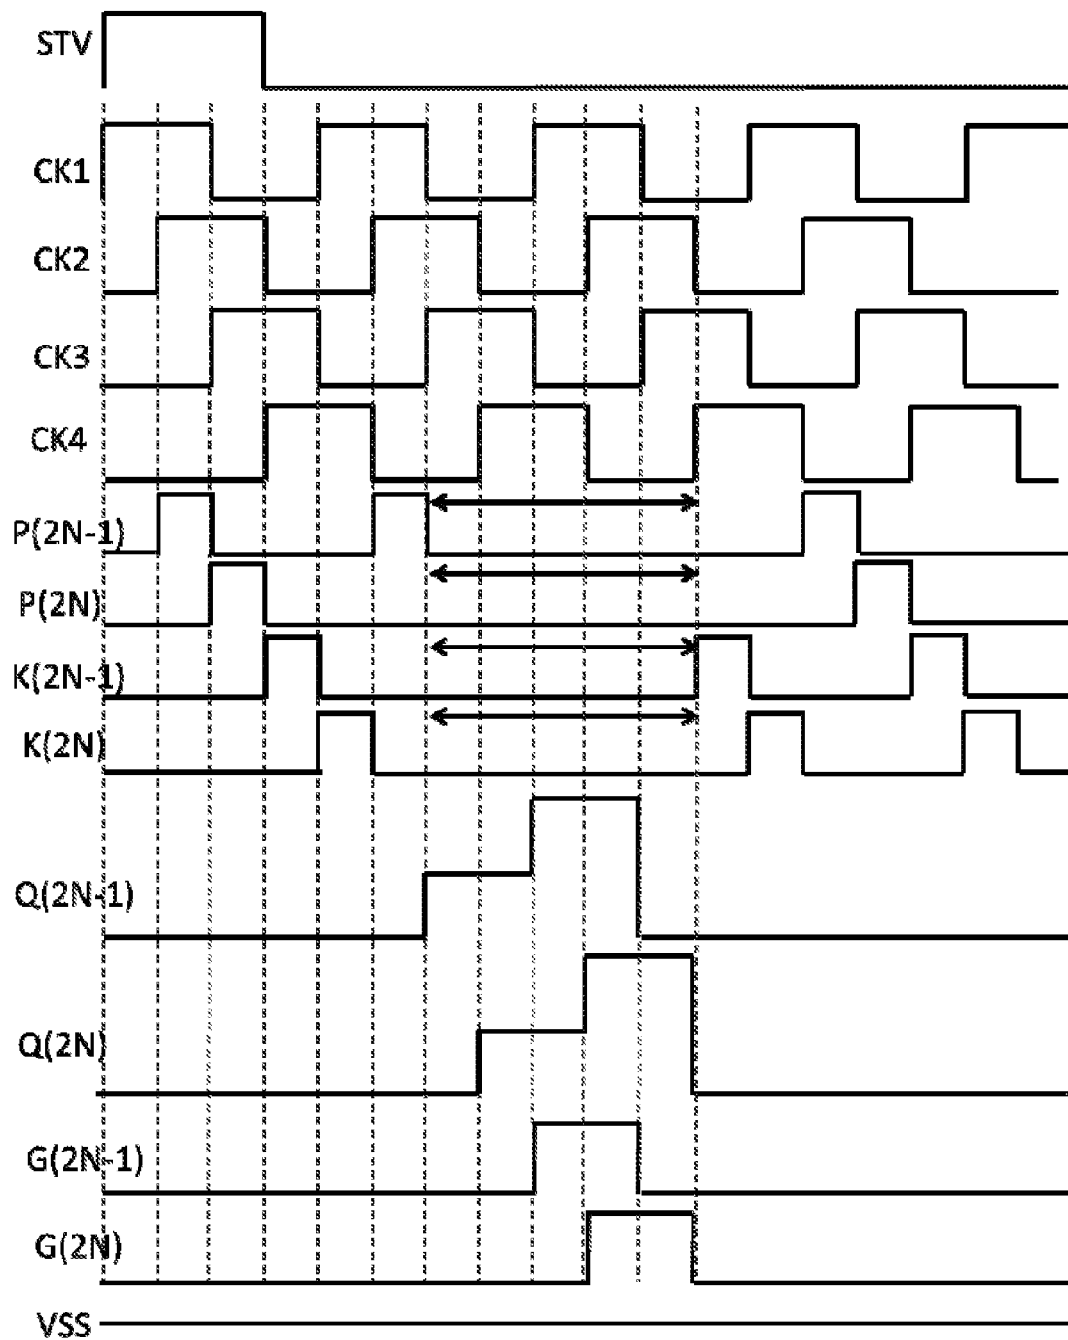 STV
CK1
CK2
CK3
CK4
P(2N-1)
P(2N)
K(2N-1)
K(2N)
Q(2N-1)
Q(2N)
G(2N-1)
G(2N)
VSS